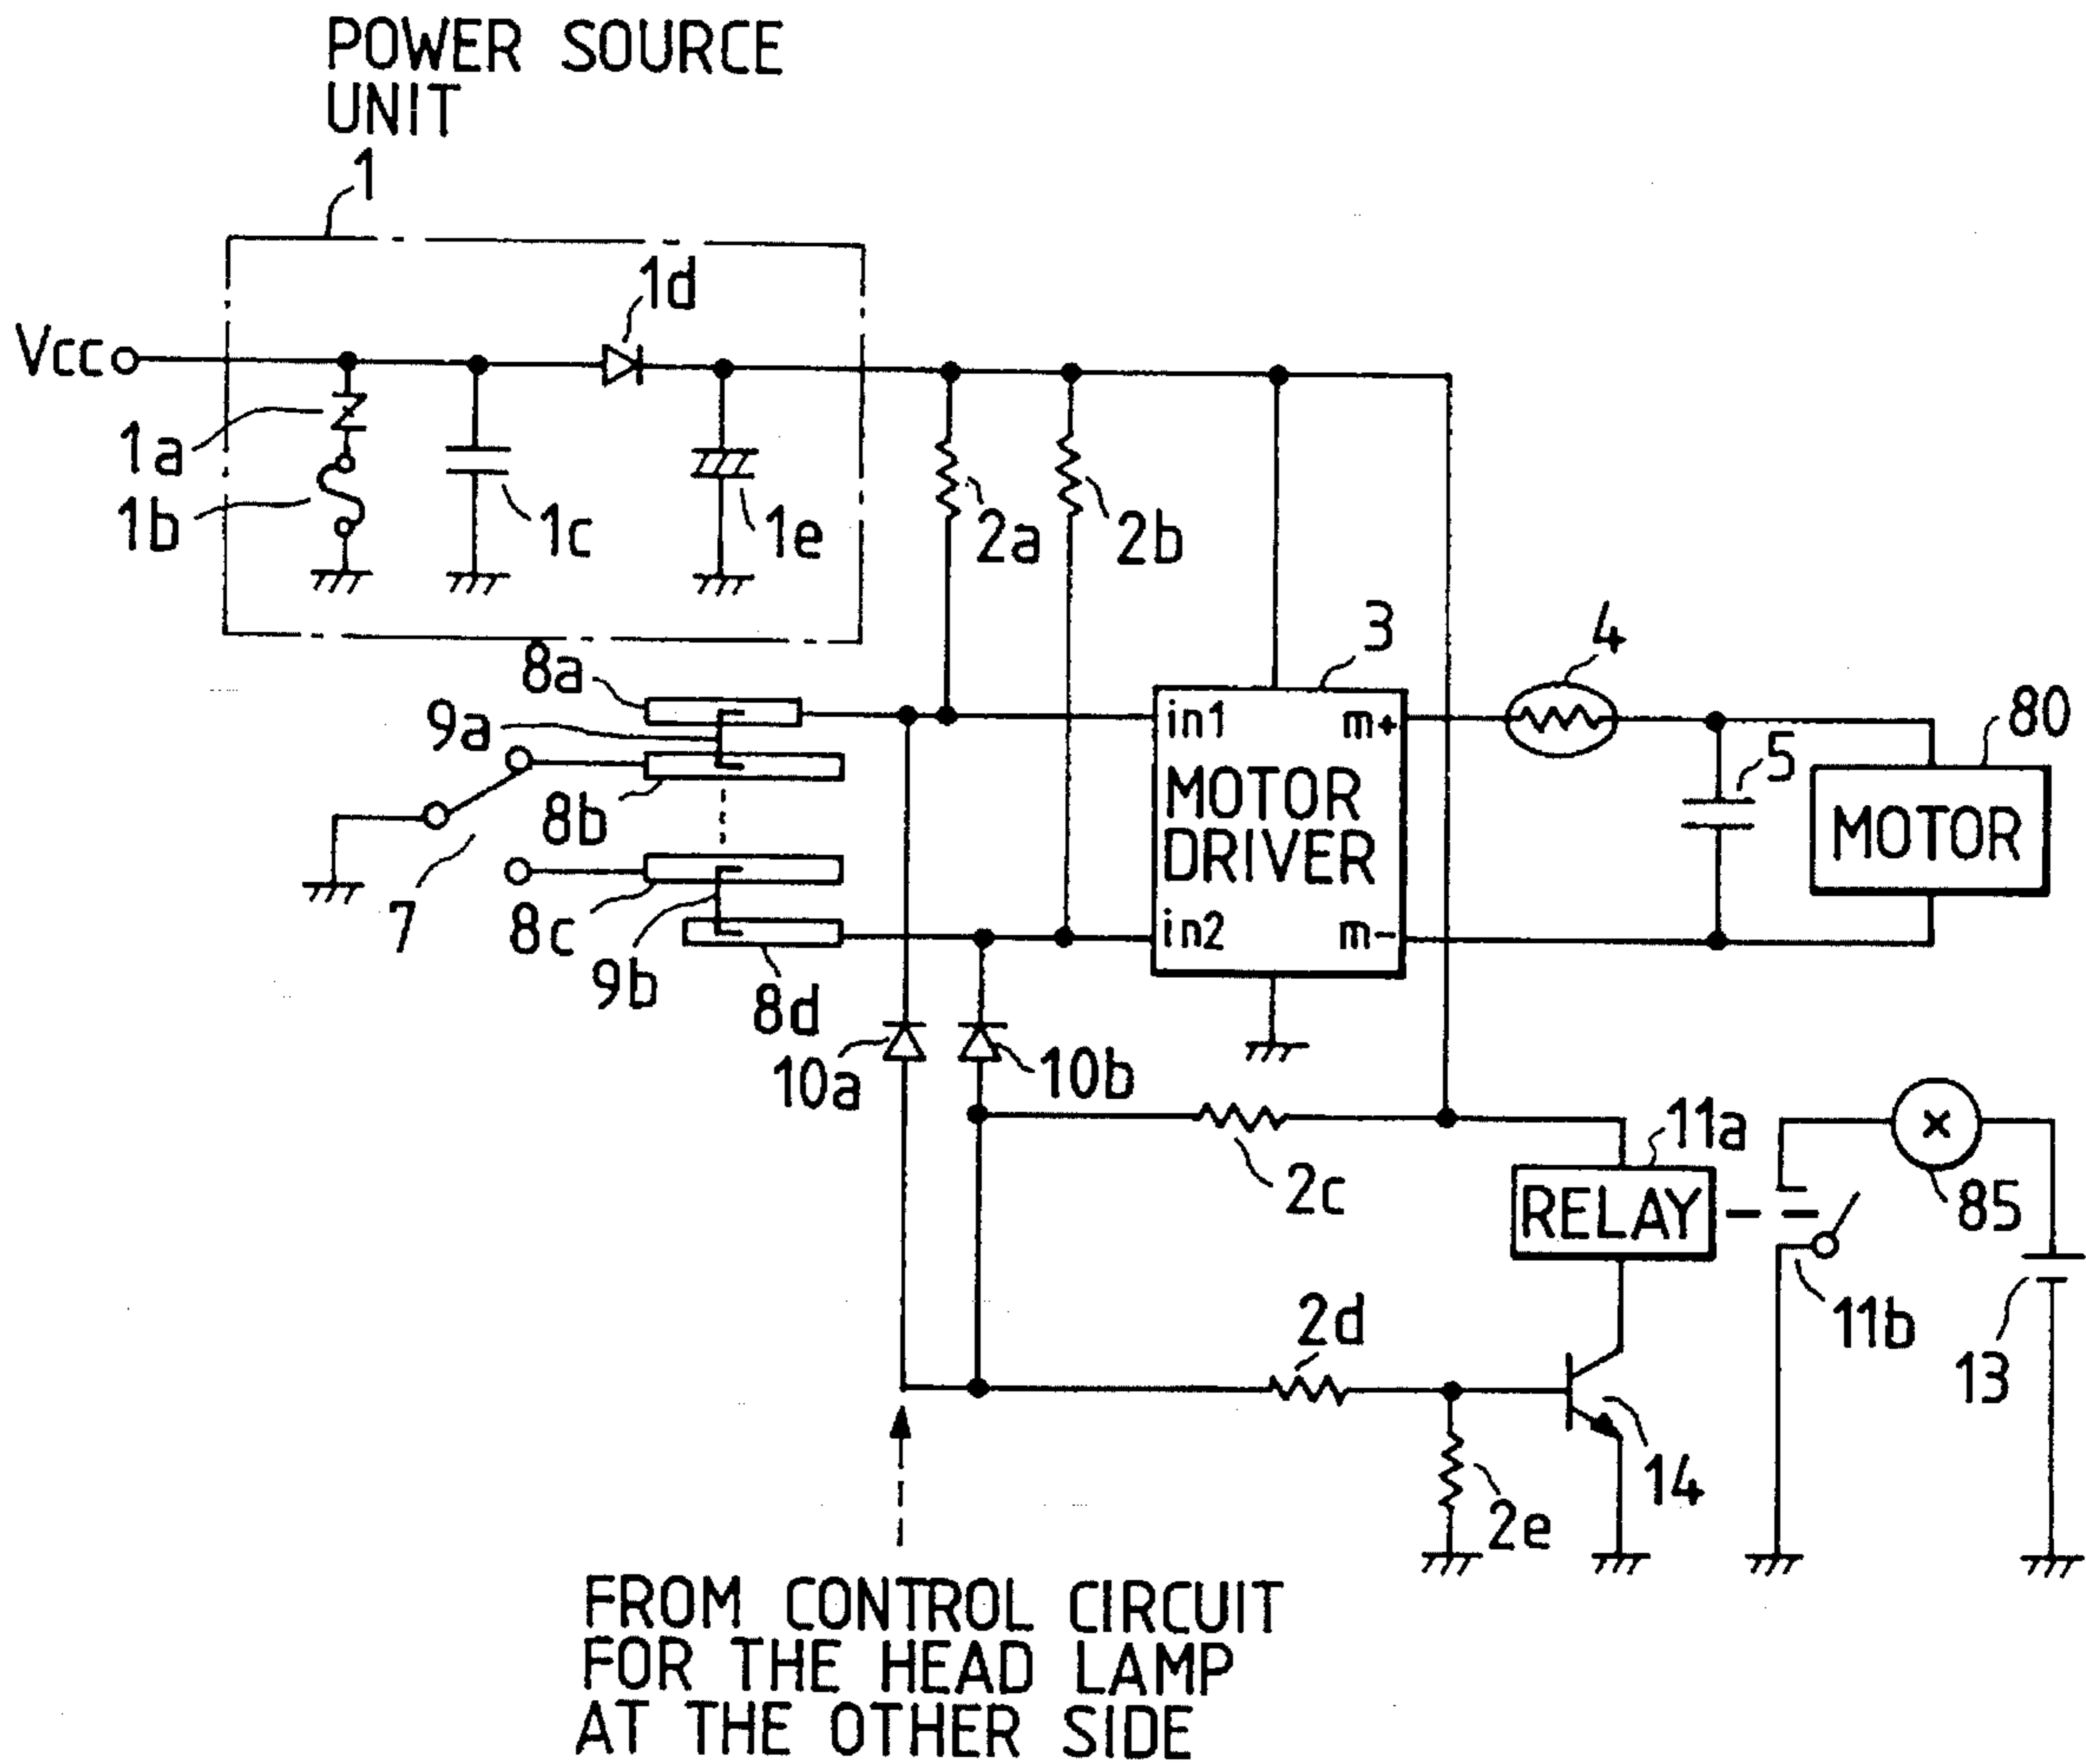 POWER SOURCE
UNIT
1
1d
Vcc
1a
1b
1c
1e
2a
2b
8a
3
4
9a
in1
m+
80
5
8b
MOTOR
DRIVER
MOTOR
7
8c
in2
m-
9b
8d
10a
10b
11a
2c
RELAY
85
2d
11b
13
14
2e
FROM CONTROL CIRCUIT
FOR THE HEAD LAMP
AT THE OTHER SIDE